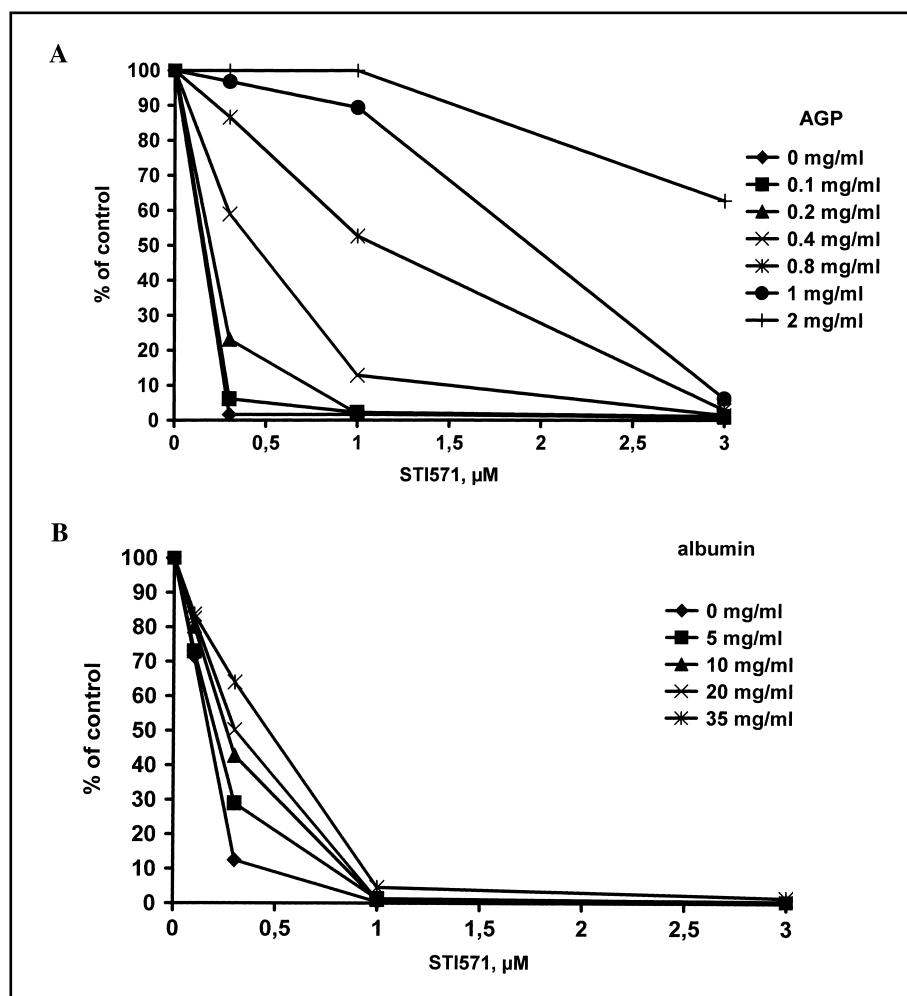 A
% of control
100
90
80
70
60
50
40
30
20
10
0
0 0,5 1 1,5 2 2,5 3
STI571, µM
AGP
0 mg/ml
0.1 mg/ml
0.2 mg/ml
0.4 mg/ml
0.8 mg/ml
1 mg/ml
2 mg/ml
B
% of control
100
90
80
70
60
50
40
30
20
10
0
0 0,5 1 1,5 2 2,5 3
STI571, µM
albumin
0 mg/ml
5 mg/ml
10 mg/ml
20 mg/ml
35 mg/ml